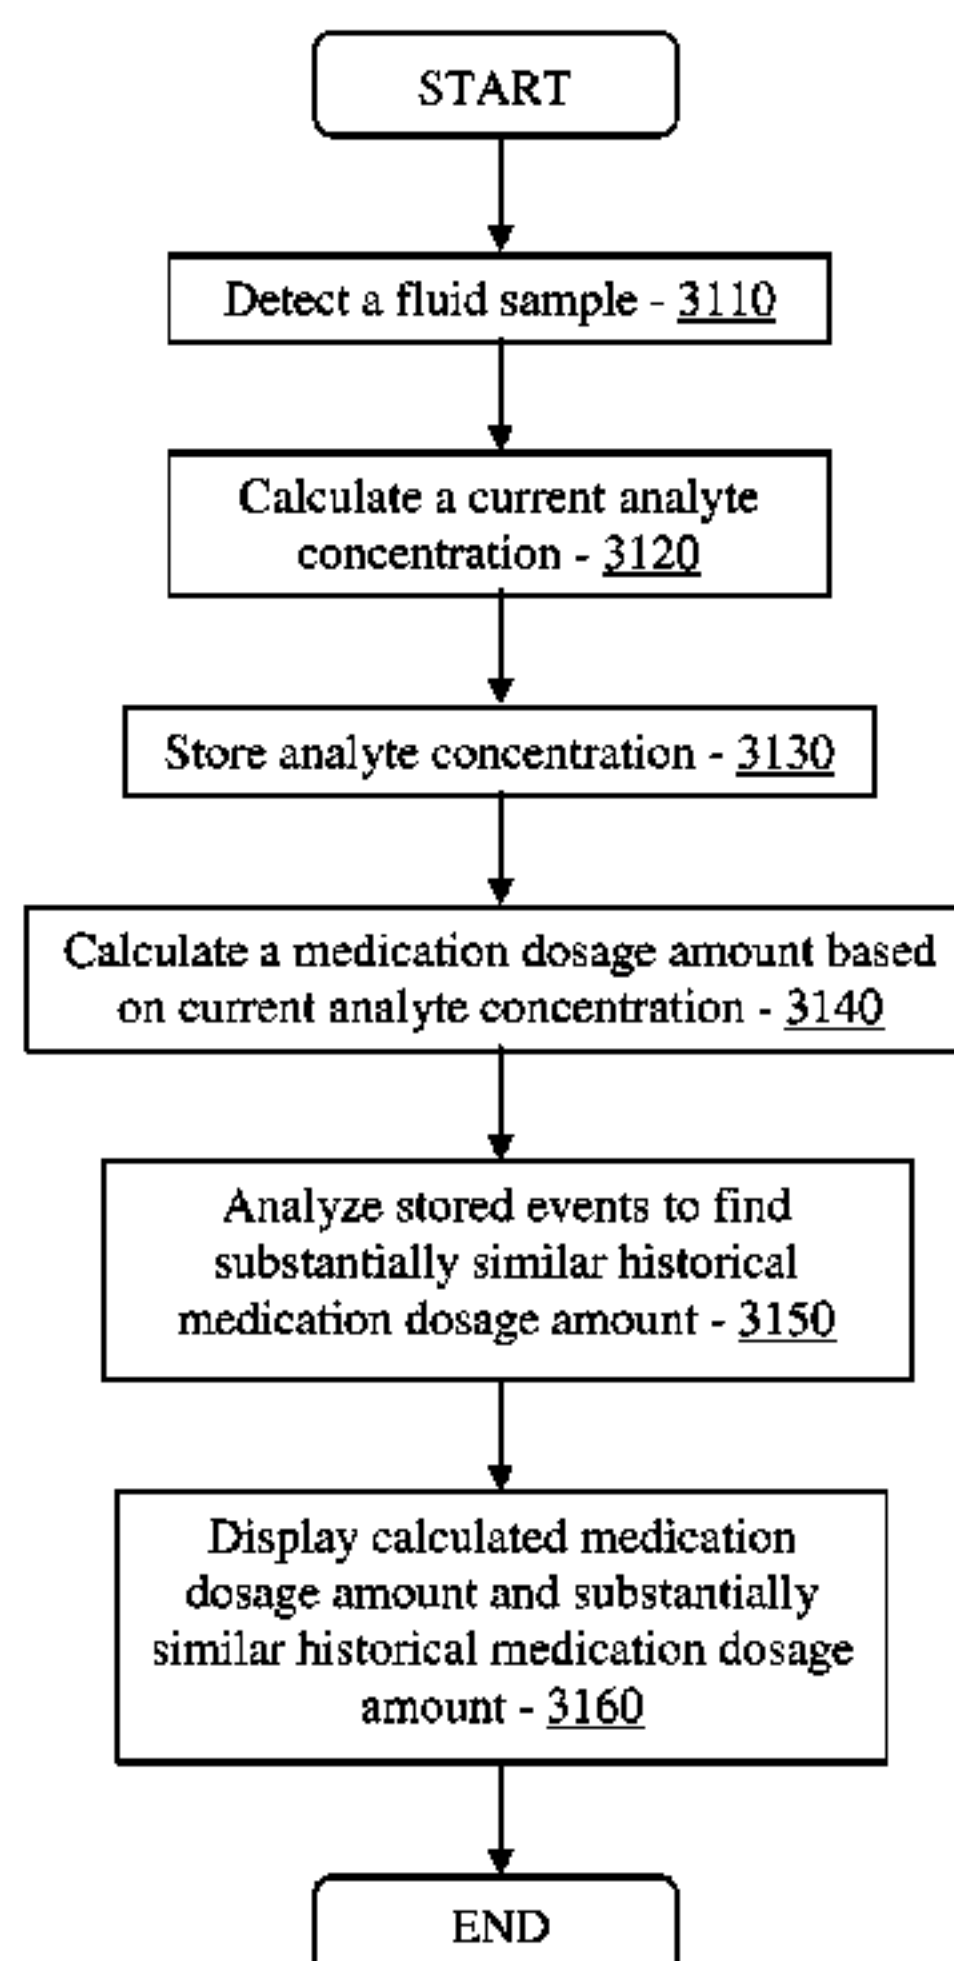 START
Detect a fluid sample - 3110
Calculate a current analyte
concentration - 3120
Store analyte concentration - 3130
Calculate a medication dosage amount based
on current analyte concentration - 3140
Analyze stored events to find
substantially similar historical
medication dosage amount - 3150
Display calculated medication
dosage amount and substantially
similar historical medication dosage
amount - 3160
END